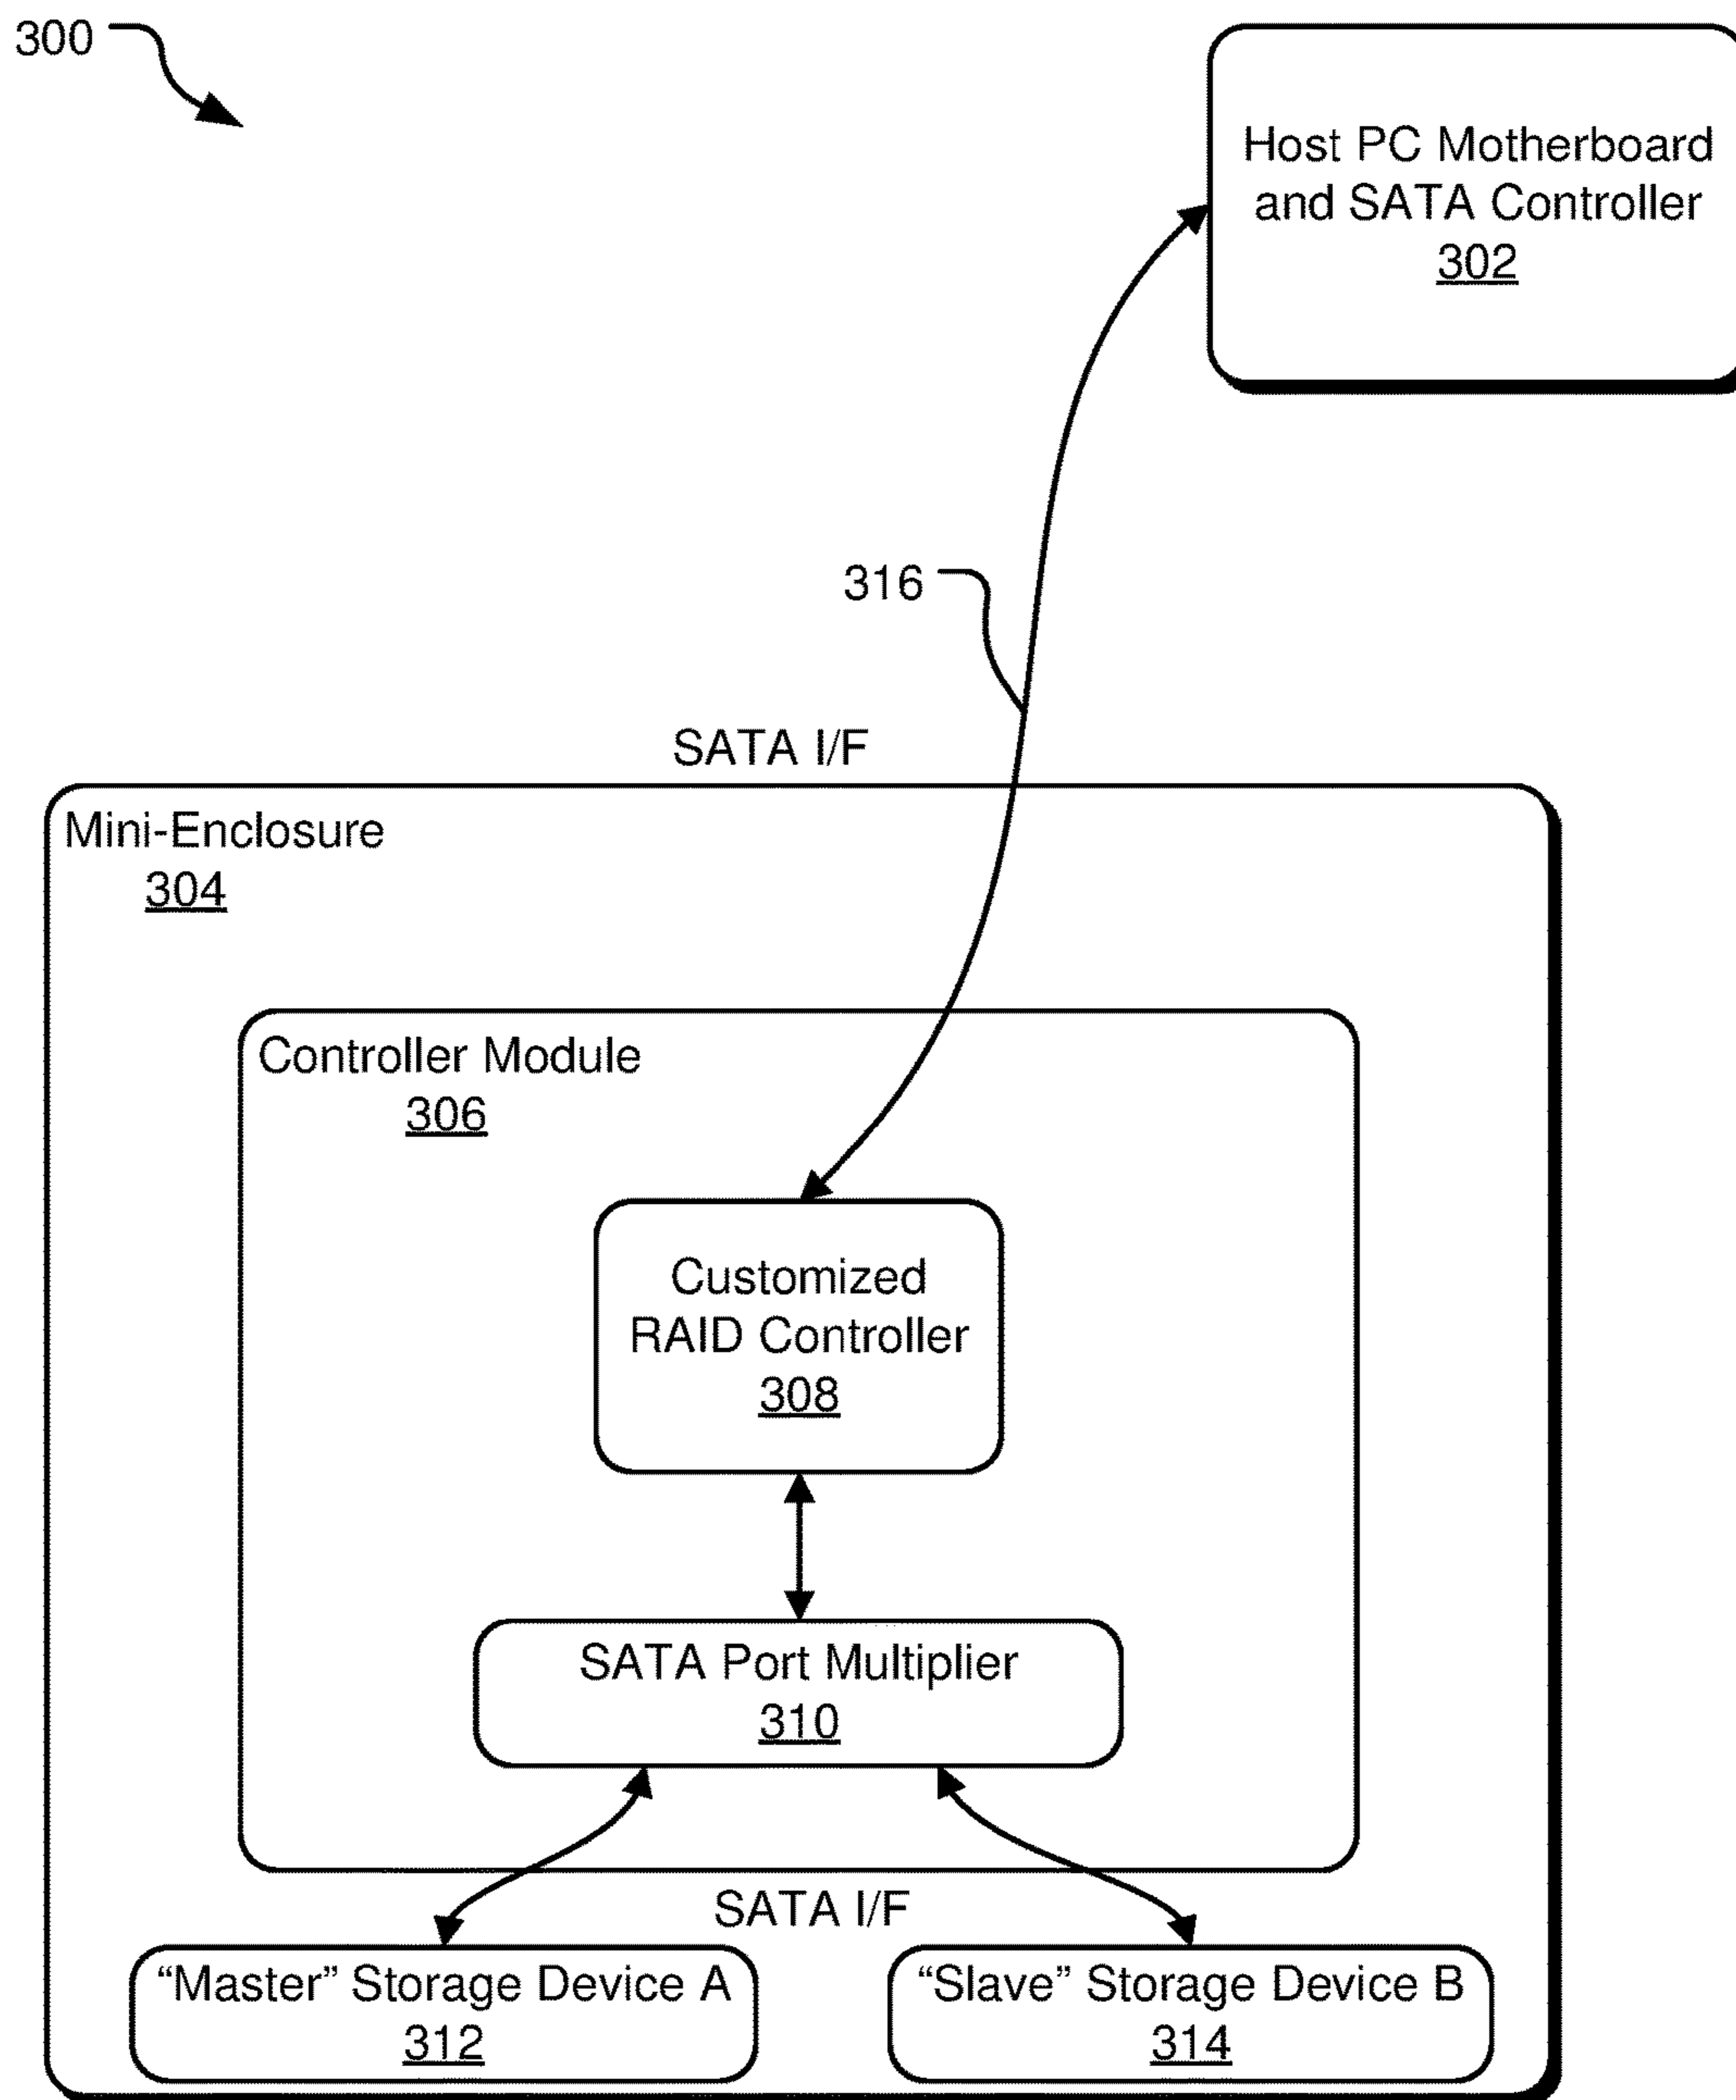 300
Host PC Motherboard
and SATA Controller
302
316
SATA I/F
Mini-Enclosure
304
Controller Module
306
Customized
RAID Controller
308
SATA Port Multiplier
310
SATA I/F
“Master” Storage Device A
312
“Slave” Storage Device B
314